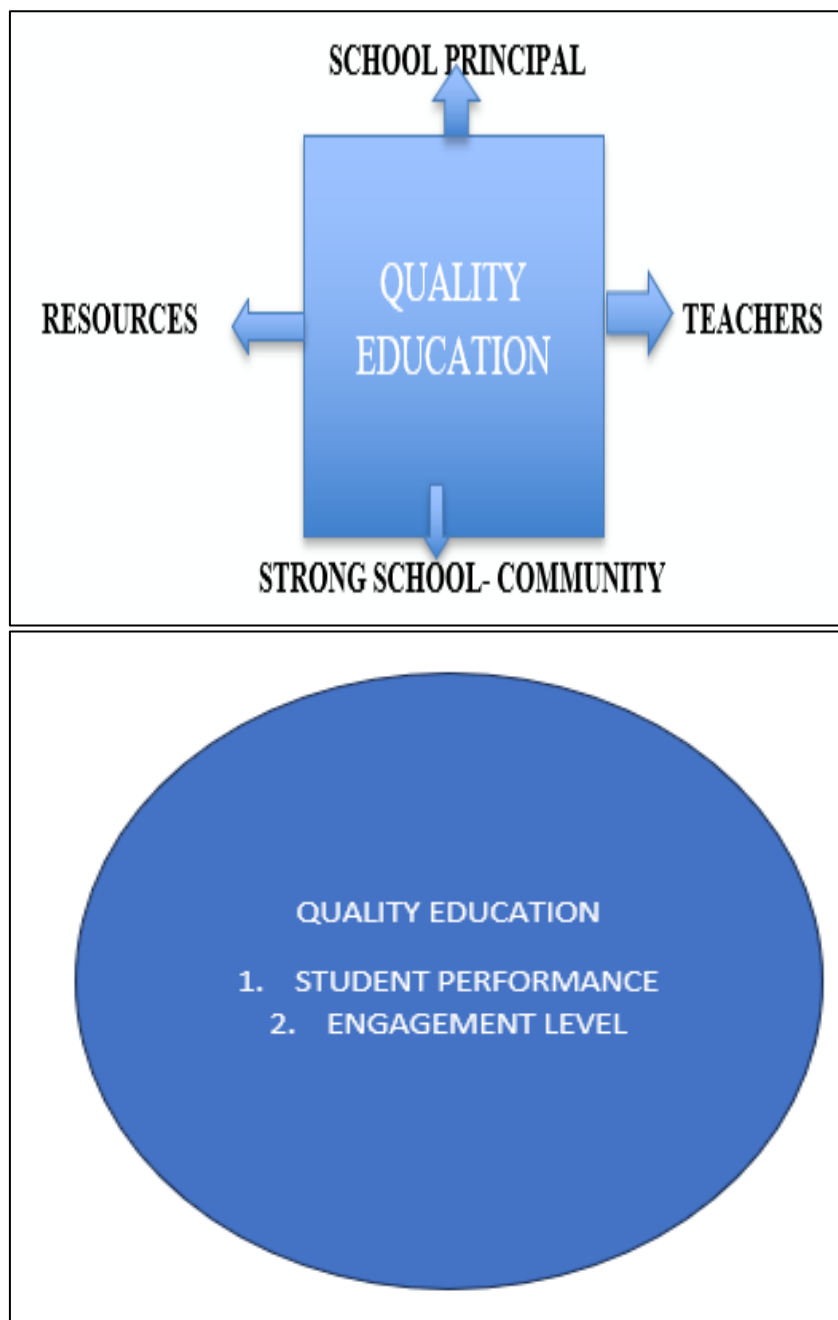 SCHOOL PRINCIPAL
QUALITY
EDUCATION
RESOURCES
TEACHERS
STRONG SCHOOL- COMMUNITY
QUALITY EDUCATION
1. STUDENT PERFORMANCE
2. ENGAGEMENT LEVEL